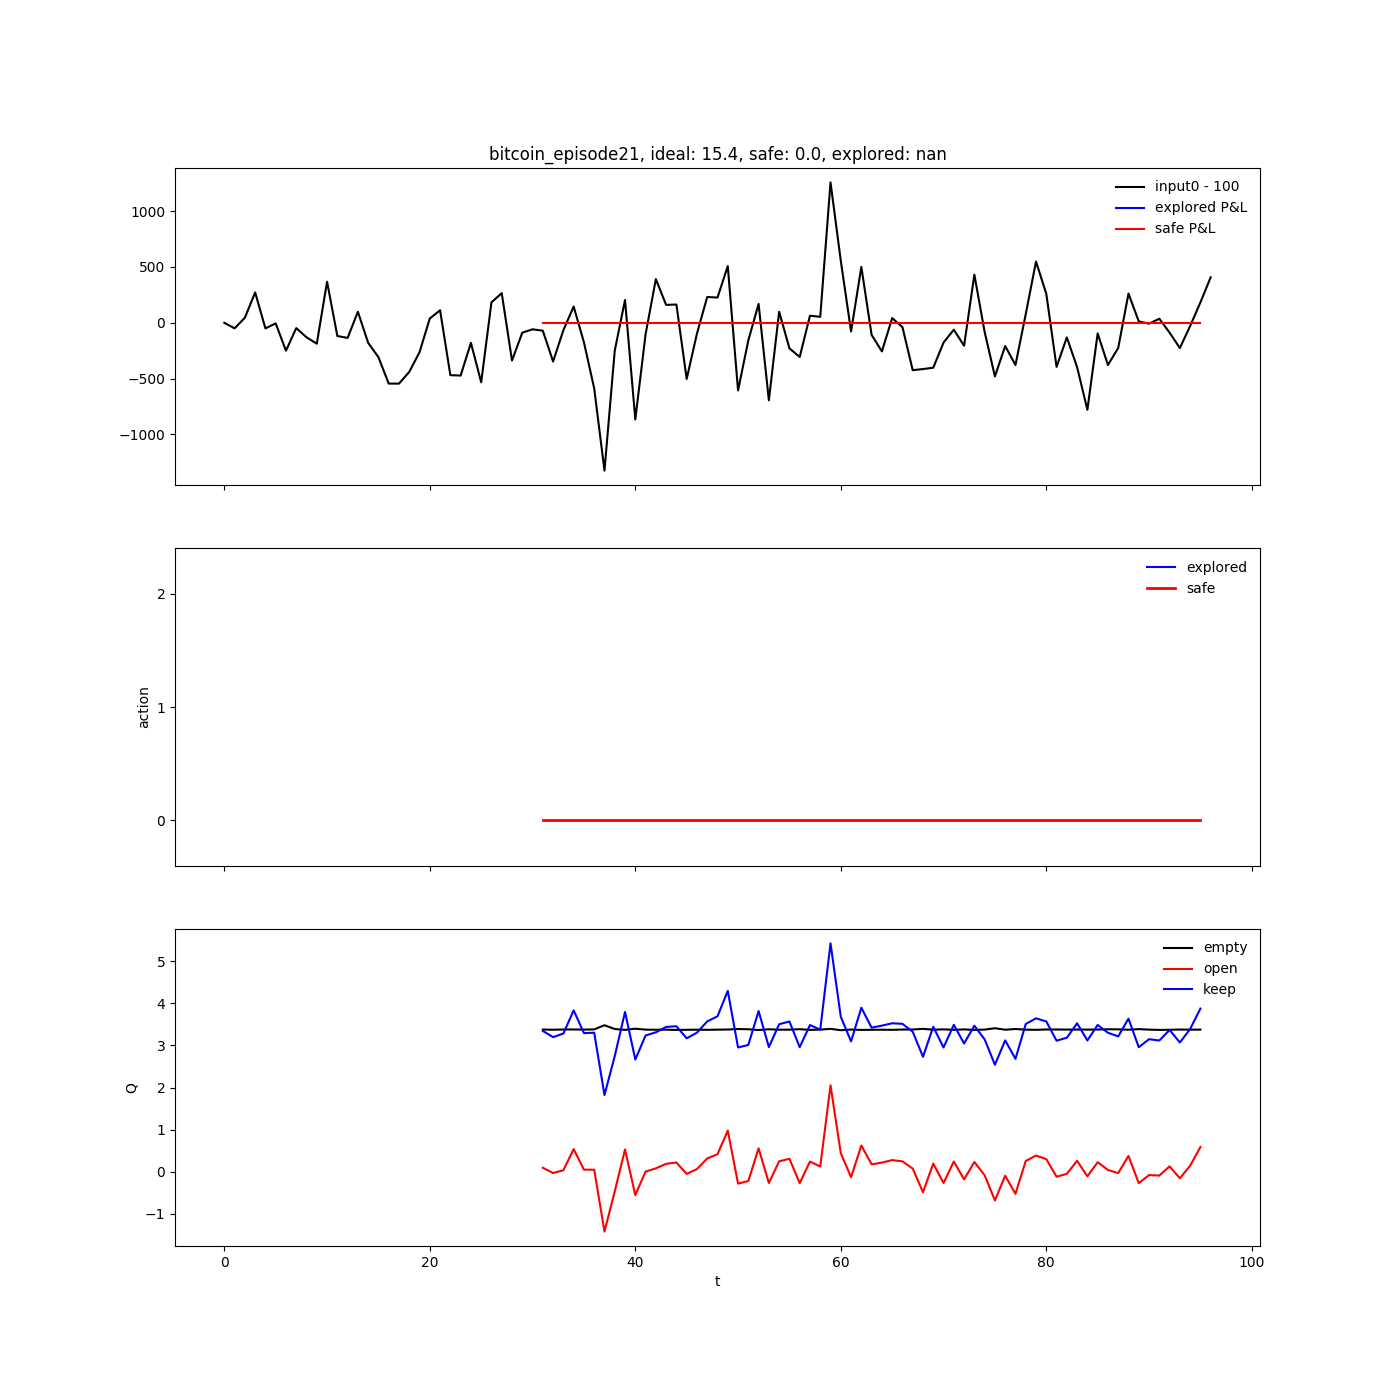 bitcoin_episode21, ideal: 15.4, safe: 0.0, explored: nan
input0 - 100
explored P&L
safe P&L
1000
500
0
−500
−1000
explored
safe
2
1
0
action
empty
open
keep
5
4
3
2
1
0
−1
Q
0 20 40 60 80 100
t